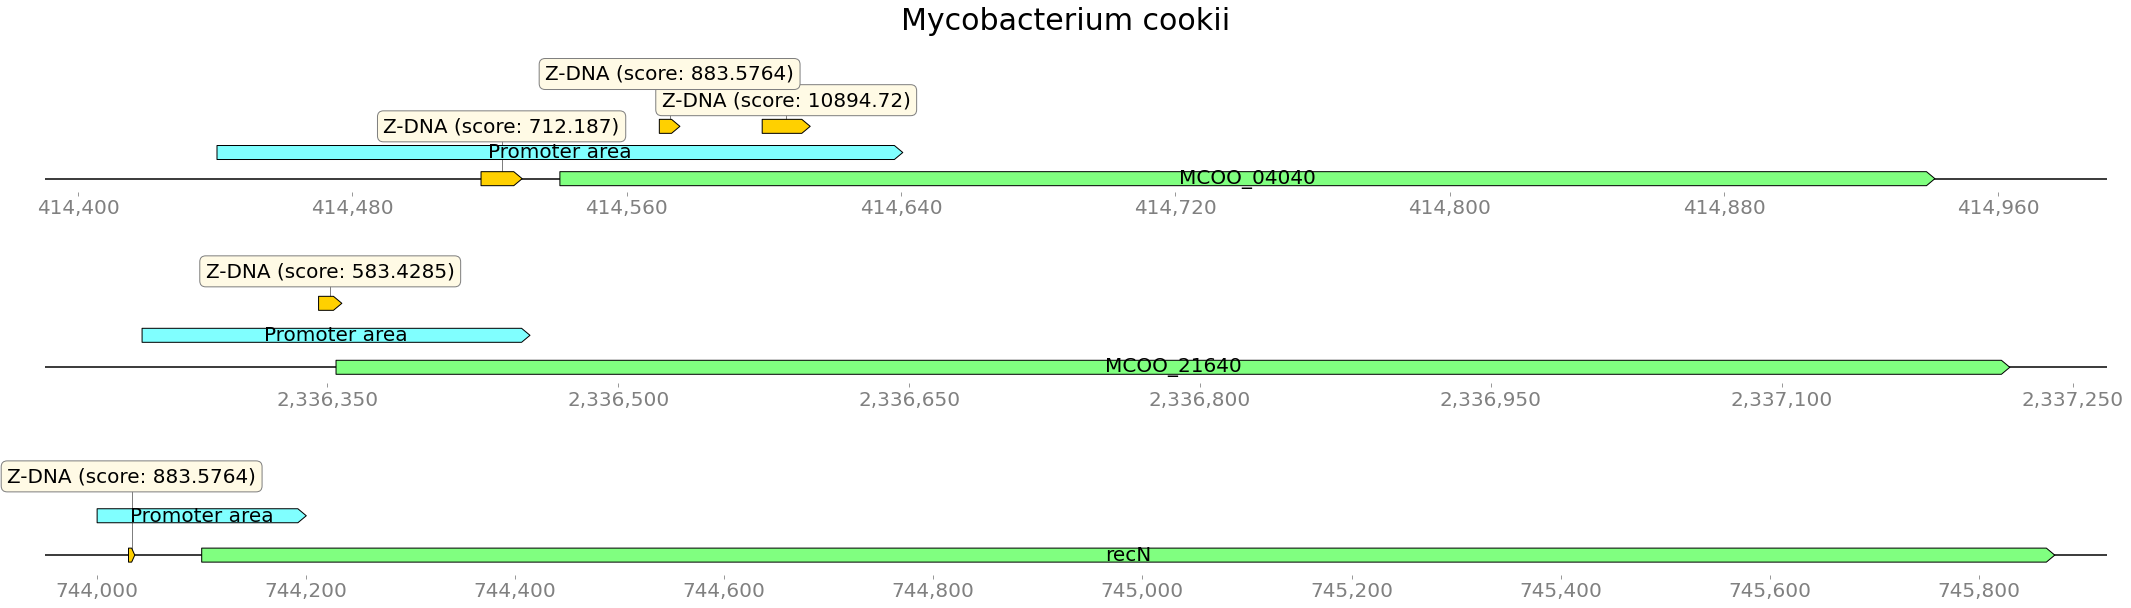 Mycobacterium cookii
Z-DNA (score: 883.5764)
Z-DNA (score: 10894.72)
Z-DNA (score: 712.187)
Promoter area
MCOO_04040
414,400 414,480 414,560 414,640 414,720 414,800 414,880 414,960
Z-DNA (score: 583.4285)
Promoter area
MCOO_21640
2,336,350 2,336,500 2,336,650 2,336,800 2,336,950 2,337,100 2,337,250
Z-DNA (score: 883.5764)
Promoter area
recN
744,000 744,200 744,400 744,600 744,800 745,000 745,200 745,400 745,600 745,800